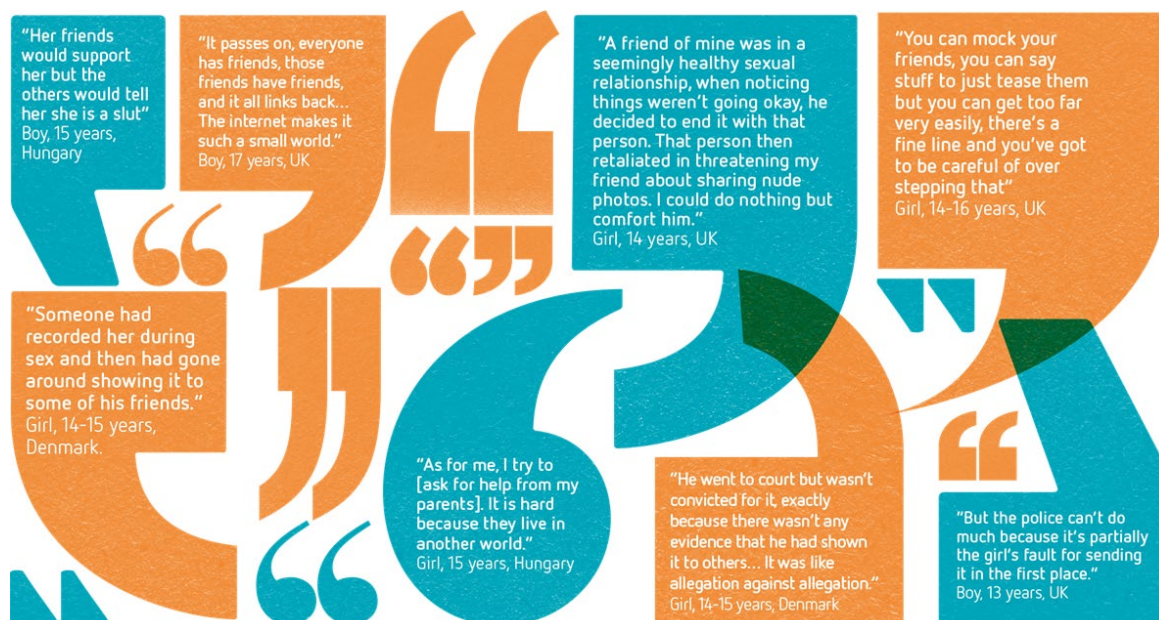 "Her friends
would support
her but the
others would tell
her she is a slut"
Boy, 15 years,
Hungary
"It passes on, everyone
has friends, those
friends have friends,
and it all links back...
The internet makes it
such a small world."
Boy, 17 years, UK
"A friend of mine was in a
seemingly healthy sexual
relationship, when noticing
things weren't going okay, he
decided to end it with that
person. That person then
retaliated in threatening my
friend about sharing nude
photos. I could do nothing but
comfort him."
Girl, 14 years, UK
"You can mock your
friends, you can say
stuff to just tease them
but you can get too far
very easily, there's a
fine line and you've got
to be careful of over
stepping that"
Girl, 14-16 years, UK
"Someone had
recorded her during
sex and then had gone
around showing it to
some of his friends."
Girl, 14-15 years,
Denmark.
"As for me, I try to
[ask for help from my
parents]. It is hard
because they live in
another world."
Girl, 15 years, Hungary
"He went to court but wasn't
convicted for it, exactly
because there wasn't any
evidence that he had shown
it to others... It was like
allegation against allegation."
Girl, 14-15 years, Denmark
"But the police can't do
much because it's partially
the girl's fault for sending
it in the first place."
Boy, 13 years, UK